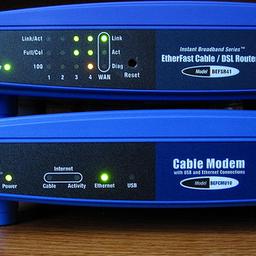 Instant Broadband Series™
EtherFast Cable / DSL Router
Model BEFSR41
Link/Act
Full/Col
100
1 2 3 4 WAN
Link
Act
Diag
Reset
Cable Modem
with USB and Ethernet Connections
Model BEFCMU10
Internet
Power Cable Activity Ethernet USB